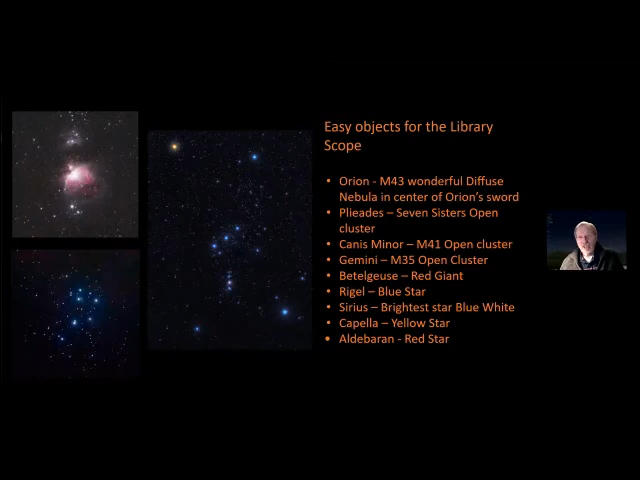 Easy objects for the Library
Scope
• Orion - M43 wonderful Diffuse
Nebula in center of Orion's sword
• Plieades – Seven Sisters Open
cluster
• Canis Minor – M41 Open cluster
• Gemini – M35 Open Cluster
• Betelgeuse – Red Giant
• Rigel – Blue Star
• Sirius – Brightest star Blue White
• Capella – Yellow Star
• Aldebaran - Red Star